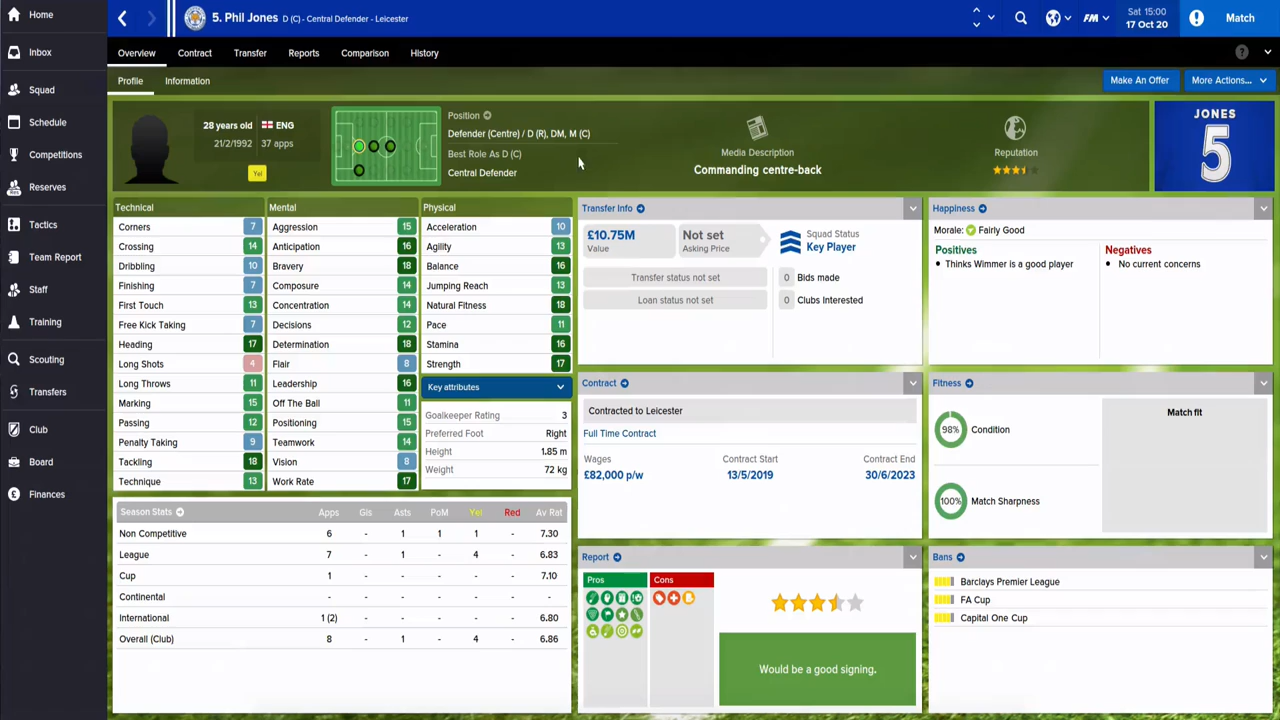 Home
Inbox
Squad
Schedule
Competitions
Reserves
Tactics
Team Report
Staff
Training
Scouting
Transfers
Club
Board
Finances
5. Phil Jones D (C) - Central Defender - Leicester
FM
Sat 15:00
17 Oct 20
Match
Overview Contract Transfer Reports Comparison History
Profile Information
Make An Offer More Actions...
28 years old ENG
21/2/1992 37 apps
Yel
Position
Defender (Centre) / D (R), DM, M (C)
Best Role As D (C)
Central Defender
Media Description
Commanding centre-back
Reputation
JONES
5
Technical
Corners 7
Crossing 14
Dribbling 10
Finishing 7
First Touch 13
Free Kick Taking 7
Heading 17
Long Shots 4
Long Throws 11
Marking 15
Passing 12
Penalty Taking 9
Tackling 18
Technique 13
Mental
Aggression 15
Anticipation 16
Bravery 18
Composure 14
Concentration 14
Decisions 12
Determination 18
Flair 8
Leadership 16
Off The Ball 11
Positioning 15
Teamwork 14
Vision 8
Work Rate 17
Physical
Acceleration 10
Agility 13
Balance 16
Jumping Reach 13
Natural Fitness 18
Pace 11
Stamina 16
Strength 17
Key attributes
Goalkeeper Rating 3
Preferred Foot Right
Height 1.85 m
Weight 72 kg
Season Stats Apps Gls Asts PoM Yel Red Av Rat
Non Competitive 6 - 1 1 1 - 7.30
League 7 - 1 - 4 - 6.83
Cup 1 - - - - - 7.10
Continental - - - - - - -
International 1 (2) - - - - - 6.80
Overall (Club) 8 - 1 - 4 - 6.86
Transfer Info
£10.75M
Value
Not set
Asking Price
Squad Status
Key Player
Transfer status not set
Loan status not set
0 Bids made
0 Clubs Interested
Happiness
Morale: Fairly Good
Positives
• Thinks Wimmer is a good player
Negatives
• No current concerns
Contract
Contracted to Leicester
Full Time Contract
Wages Contract Start Contract End
£82,000 p/w 13/5/2019 30/6/2023
Fitness
98% Condition
100% Match Sharpness
Match fit
Report
Pros Cons
Would be a good signing.
Bans
Barclays Premier League
FA Cup
Capital One Cup